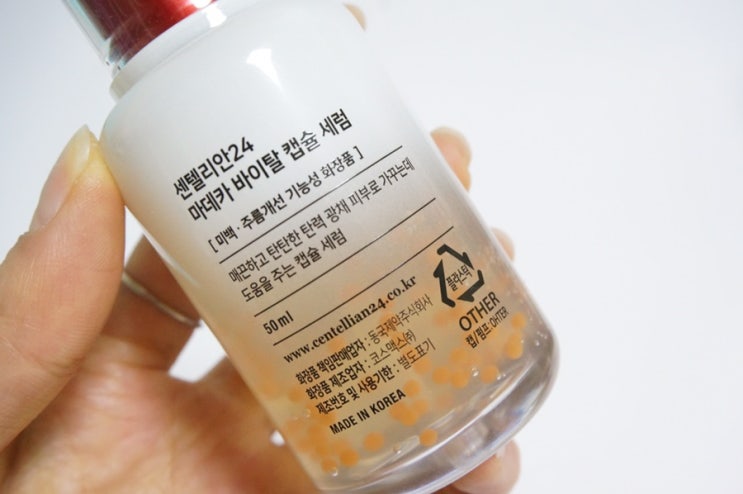 센텔리안24
마데카 바이탈 캡슐 세럼
[ 미백 · 주름개선 기능성 화장품 ]
매끈하고 탄탄한 탄력 광채 피부로 가꾸는데
도움을 주는 캡슐 세럼
50ml
www.centellian24.co.kr
화장품 책임판매업자 : 동국제약주식회사
화장품 제조업자 : 코스맥스(주)
제조번호 및 사용기한 : 별도표기
MADE IN KOREA
플라스틱
OTHER
캡/펌프: OHTER